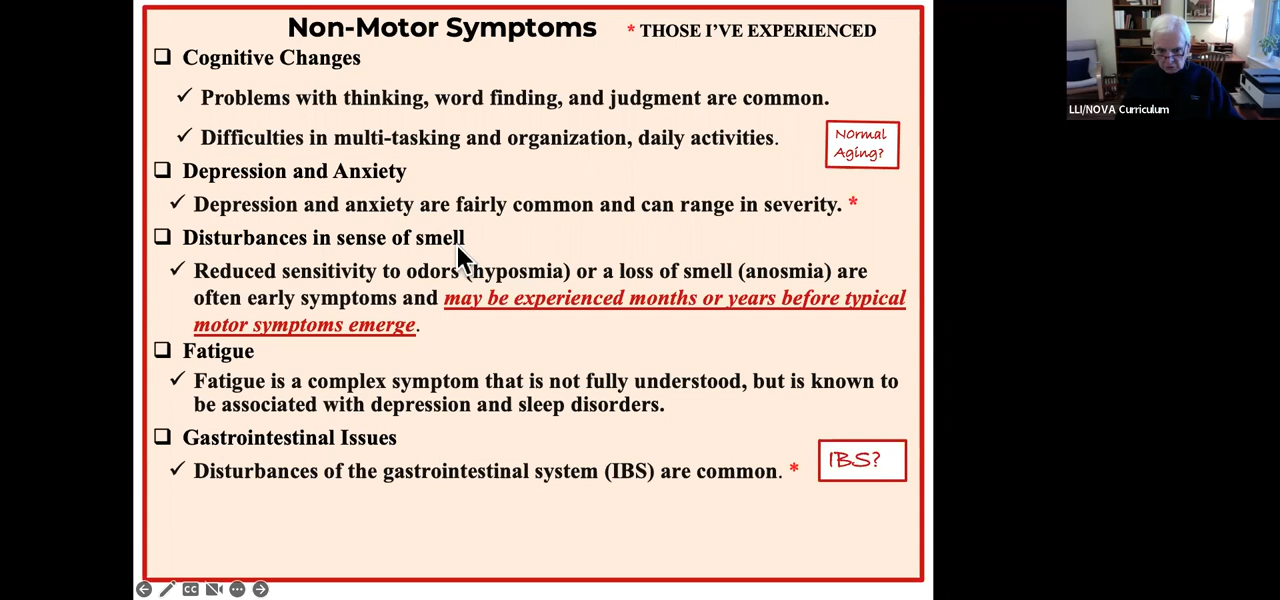 Non-Motor Symptoms * THOSE I'VE EXPERIENCED
Cognitive Changes
Problems with thinking, word finding, and judgment are common.
Difficulties in multi-tasking and organization, daily activities.
NOrmal
Aging?
Depression and Anxiety
Depression and anxiety are fairly common and can range in severity. *
Disturbances in sense of smell
Reduced sensitivity to odors (hyposmia) or a loss of smell (anosmia) are
often early symptoms and may be experienced months or years before typical
motor symptoms emerge.
Fatigue
Fatigue is a complex symptom that is not fully understood, but is known to
be associated with depression and sleep disorders.
Gastrointestinal Issues
Disturbances of the gastrointestinal system (IBS) are common. *
IBS?
CC
LLI/NOVA Curriculum